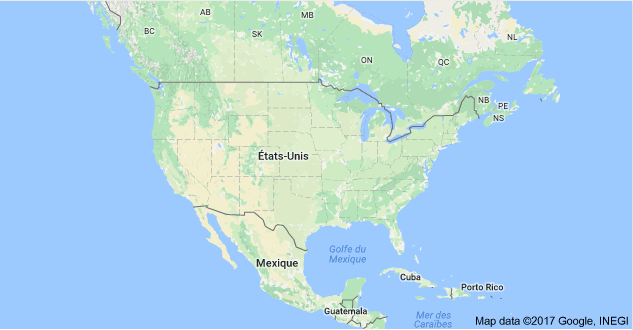 AB
MB
BC
SK
NL
ON
QC
NB
PE
NS
États-Unis
Golfe du
Mexique
Mexique
Cuba
Porto Rico
Guatemala
Mer des
Caraïbes
Map data ©2017 Google, INEGI